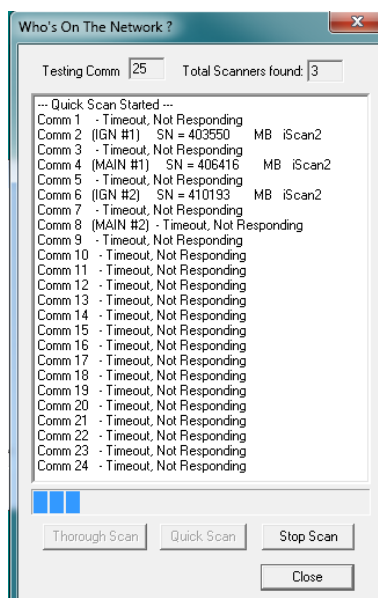 Who's On The Network ?
x
Testing Comm 25 Total Scanners found: 3
--- Quick Scan Started ---
Comm 1 - Timeout, Not Responding
Comm 2 (IGN #1) SN = 403550 MB iScan2
Comm 3 - Timeout, Not Responding
Comm 4 (MAIN #1) SN = 406416 MB iScan2
Comm 5 - Timeout, Not Responding
Comm 6 (IGN #2) SN = 410193 MB iScan2
Comm 7 - Timeout, Not Responding
Comm 8 (MAIN #2) - Timeout, Not Responding
Comm 9 - Timeout, Not Responding
Comm 10 - Timeout, Not Responding
Comm 11 - Timeout, Not Responding
Comm 12 - Timeout, Not Responding
Comm 13 - Timeout, Not Responding
Comm 14 - Timeout, Not Responding
Comm 15 - Timeout, Not Responding
Comm 16 - Timeout, Not Responding
Comm 17 - Timeout, Not Responding
Comm 18 - Timeout, Not Responding
Comm 19 - Timeout, Not Responding
Comm 20 - Timeout, Not Responding
Comm 21 - Timeout, Not Responding
Comm 22 - Timeout, Not Responding
Comm 23 - Timeout, Not Responding
Comm 24 - Timeout, Not Responding
Thorough Scan Quick Scan Stop Scan
Close